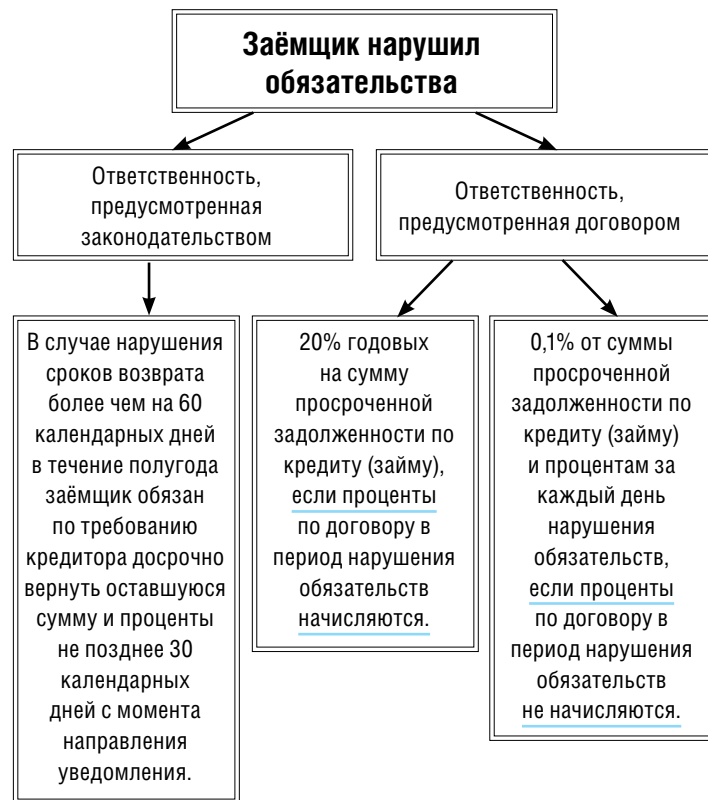 Заёмщик нарушил
обязательства
Ответственность,
предусмотренная
законодательством
Ответственность,
предусмотренная договором
В случае нарушения
сроков возврата
более чем на 60
календарных дней
в течение полугода
заёмщик обязан
по требованию
кредитора досрочно
вернуть оставшуюся
сумму и проценты
не позднее 30
календарных
дней с момента
направления
уведомления.
20% годовых
на сумму
просроченной
задолженности по
кредиту (займу),
если проценты
по договору в
период нарушения
обязательств
начисляются.
0,1% от суммы
просроченной
задолженности по
кредиту (займу)
и процентам за
каждый день
нарушения
обязательств,
если проценты
по договору в
период нарушения
обязательств
не начисляются.